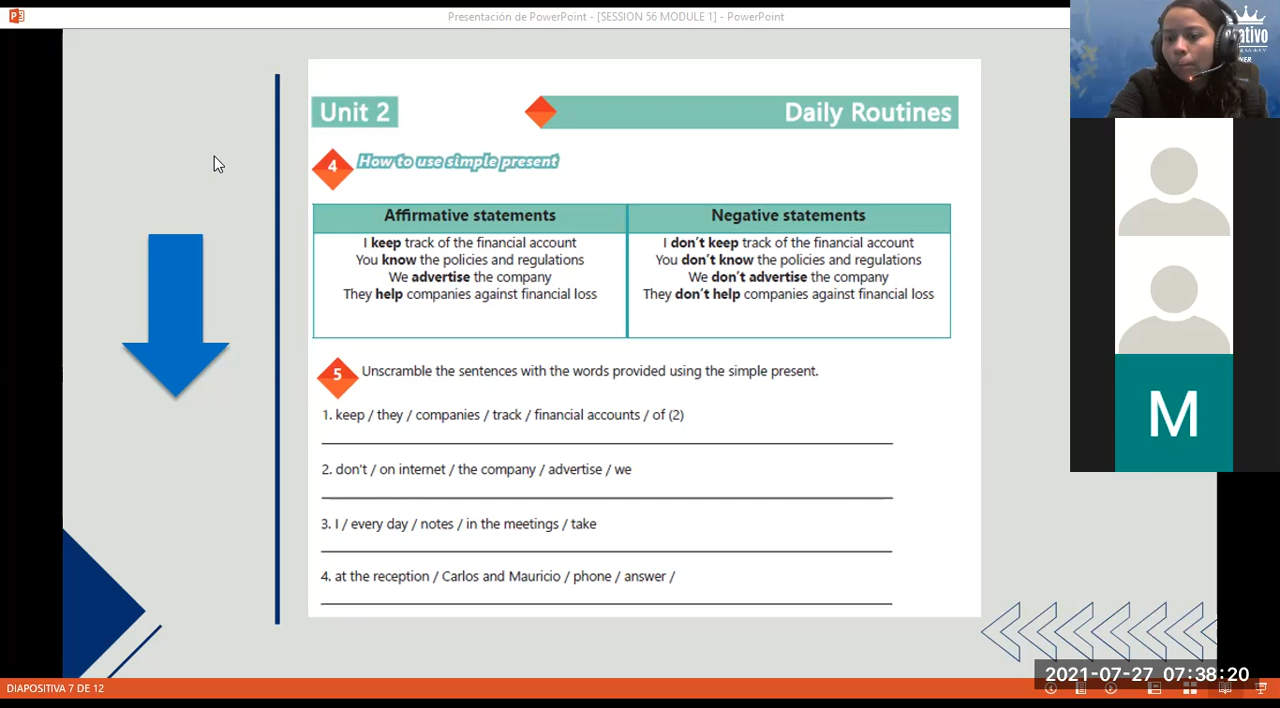 Presentación de PowerPoint - [SESSION 56 MODULE 1] - PowerPoint
Unit 2
Daily Routines
4
How to use simple present
Affirmative statements
I keep track of the financial account
You know the policies and regulations
We advertise the company
They help companies against financial loss
Negative statements
I don't keep track of the financial account
You don't know the policies and regulations
We don't advertise the company
They don't help companies against financial loss
5
Unscramble the sentences with the words provided using the simple present.
1. keep / they / companies / track / financial accounts / of (2)
2. don't / on internet / the company / advertise / we
3. I / every day / notes / in the meetings / take
4. at the reception / Carlos and Mauricio / phone / answer /
M
2021-07-27 07:38:20
DIAPOSITIVA 7 DE 12